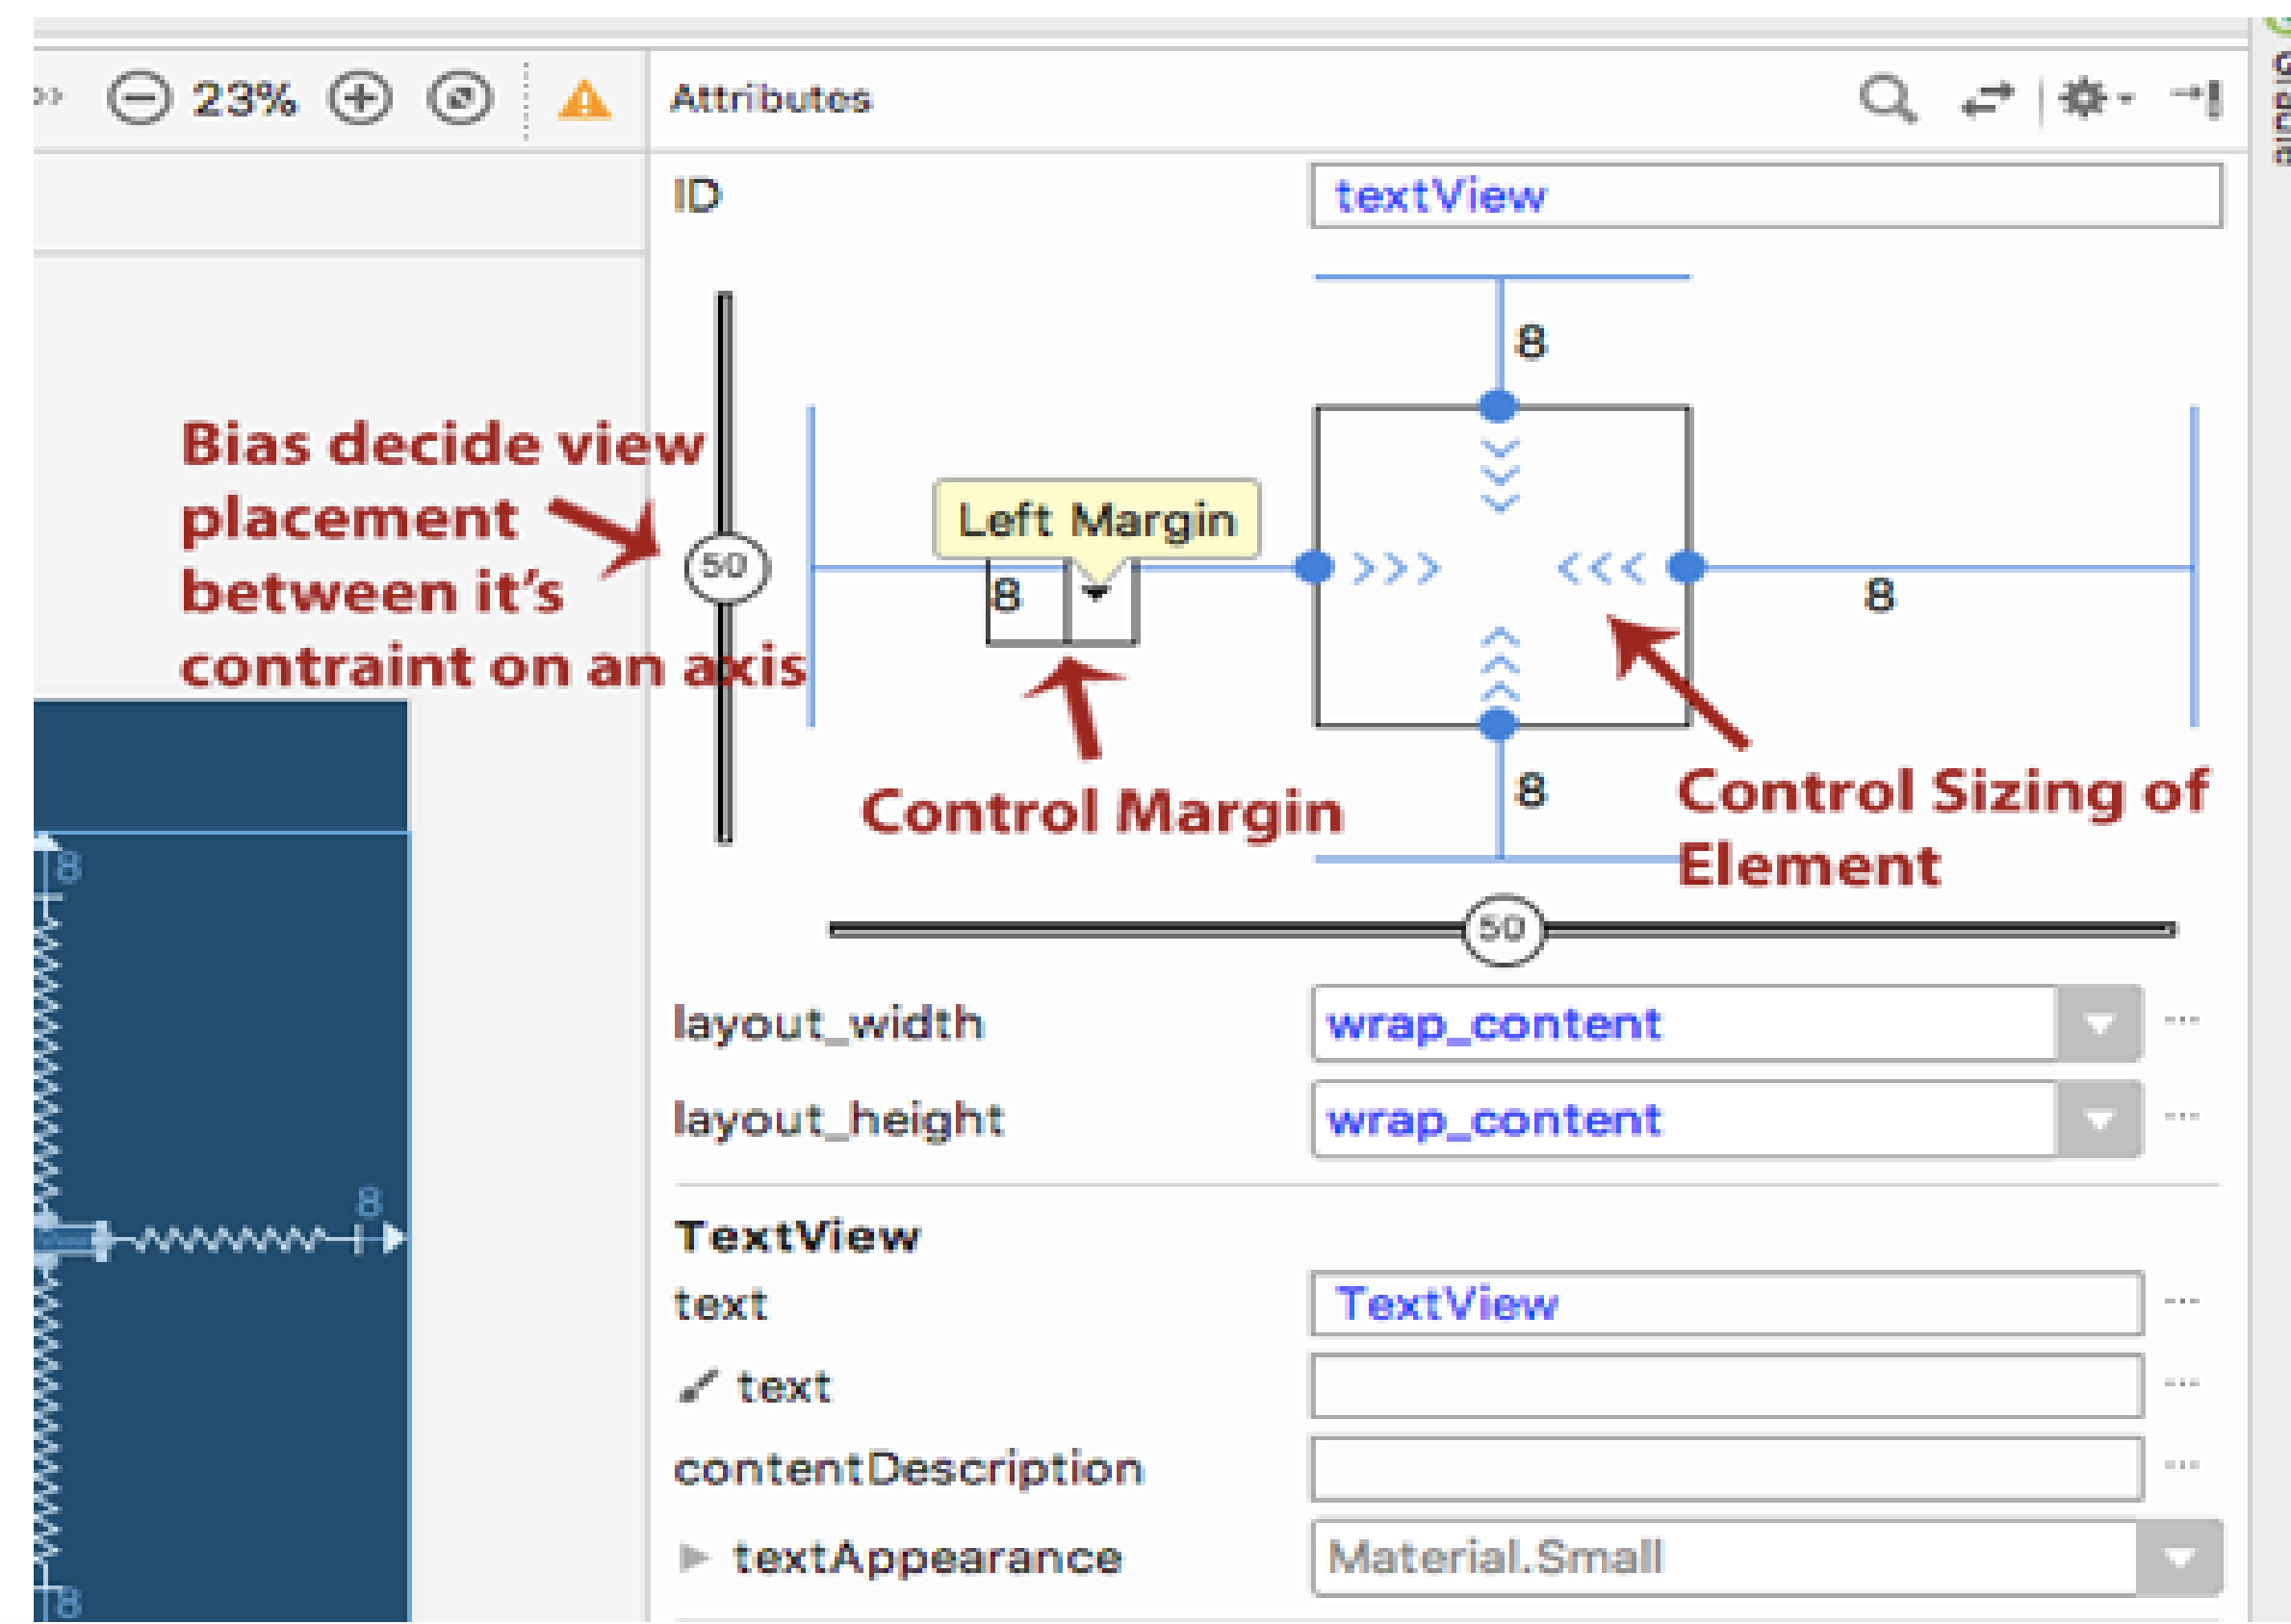 23%
Attributes
ID
textView
8
Bias decide view
placement
between it's
contraint on an axis
50
Left Margin
8
8
Control Margin
8
Control Sizing of
Element
50
layout_width
wrap_content
layout_height
wrap_content
8
8
8
TextView
text
TextView
text
contentDescription
textAppearance
Material.Small